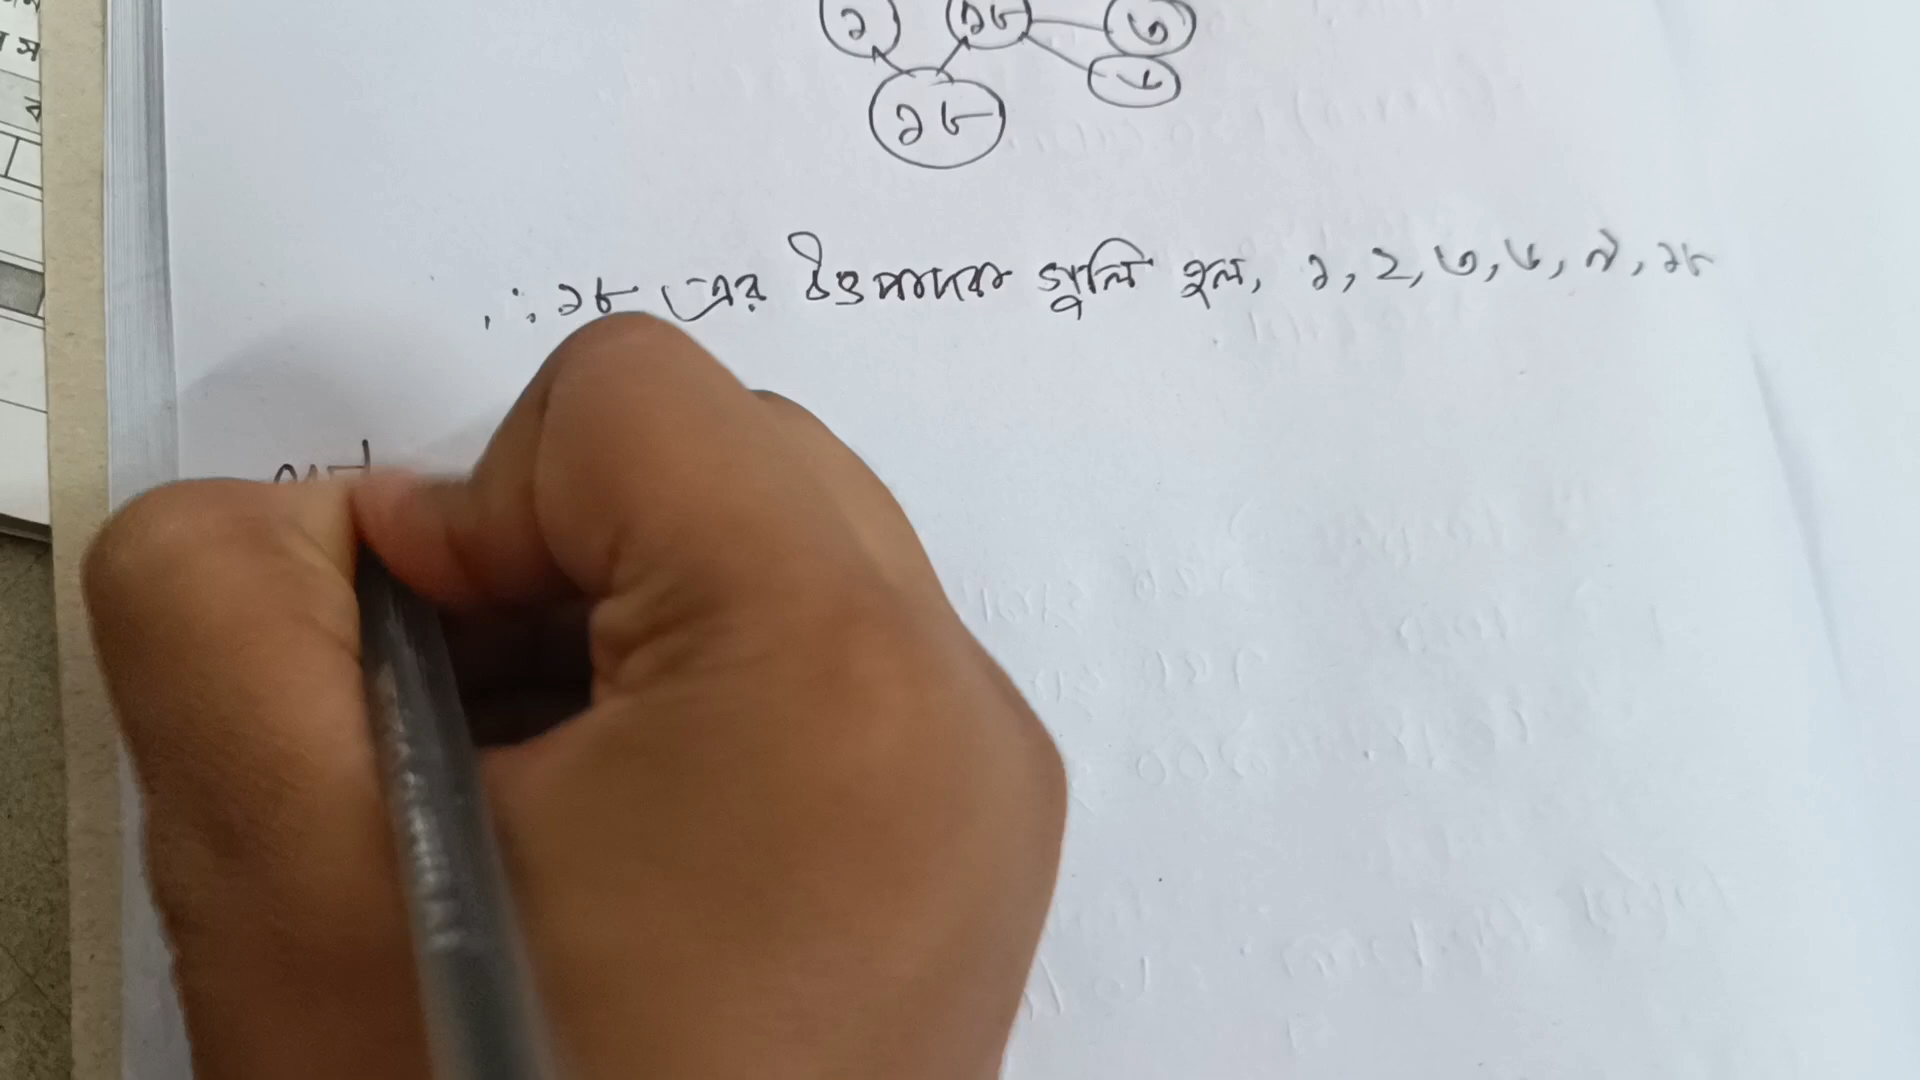 ১ ১৮ ৩
৬
১৮
∴ ১৮ এর উৎপাদক গুলি হল, ১, ২, ৩, ৬, ৯, ১৮